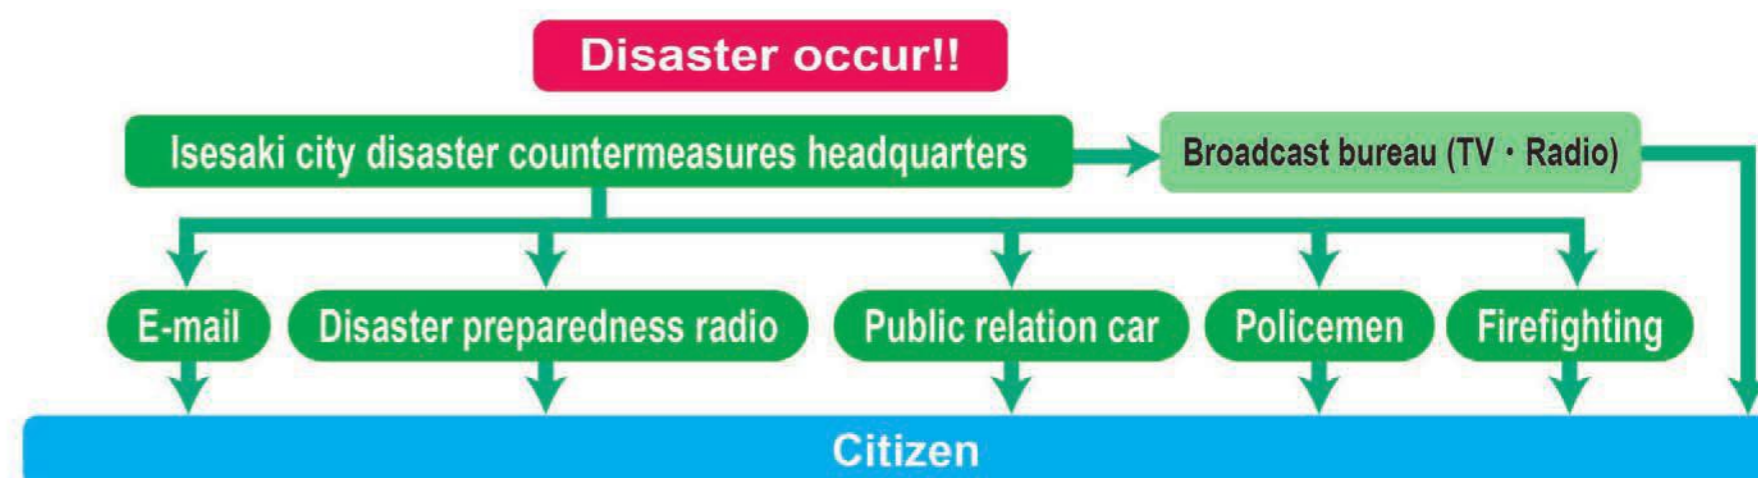 Disaster occur!!
Isesaki city disaster countermeasures headquarters
Broadcast bureau (TV・Radio)
E-mail
Disaster preparedness radio
Public relation car
Policemen
Firefighting
Citizen